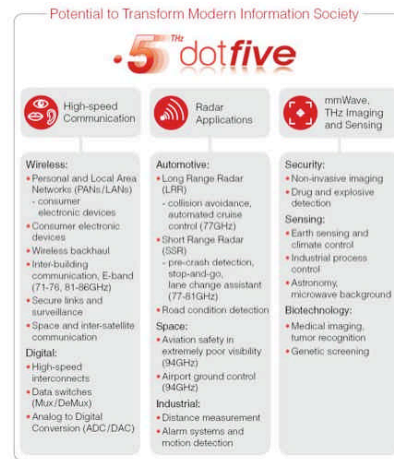 Potential to Transform Modern Information Society
.5 THz dotfive
High-speed
Communication
Wireless:
• Personal and Local Area
Networks (PANs/LANs)
- consumer
electronic devices
• Consumer electronic
devices
• Wireless backhaul
• Inter-building
communication, E-band
(71-76, 81-86GHz)
• Secure links and
surveillance
• Space and inter-satellite
communication
Digital:
• High-speed
interconnects
• Data switches
(Mux/DeMux)
• Analog to Digital
Conversion (ADC/DAC)
Radar
Applications
Automotive:
• Long Range Radar
(LRR)
- collision avoidance,
automated cruise
control (77GHz)
• Short Range Radar
(SSR)
- pre-crash detection,
stop-and-go,
lane change assistant
(77-81GHz)
• Road condition detection
Space:
• Aviation safety in
extremely poor visibility
(94GHz)
• Airport ground control
(94GHz)
Industrial:
• Distance measurement
• Alarm systems and
motion detection
mmWave,
THz Imaging
and Sensing
Security:
• Non-invasive imaging
• Drug and explosive
detection
Sensing:
• Earth sensing and
climate control
• Industrial process
control
• Astronomy,
microwave background
Biotechnology:
• Medical imaging,
tumor recognition
• Genetic screening